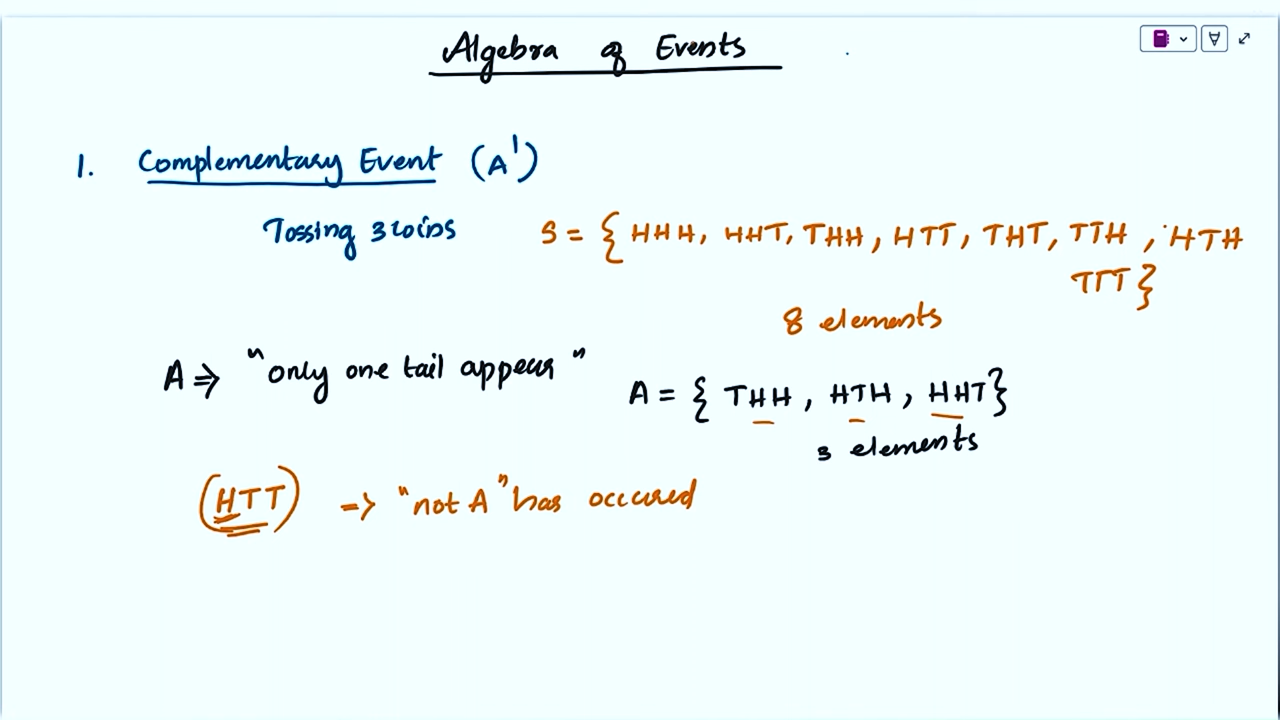 Algebra of Events
1. Complementary Event (A')
Tossing 3 coins S = { HHH, HHT, THH, HTT, THT, TTH, HTH
TTT }
8 elements
A ⇒ "only one tail appear"
A = { THH, HTH, HHT }
3 elements
(HTT) => "not A" has occured